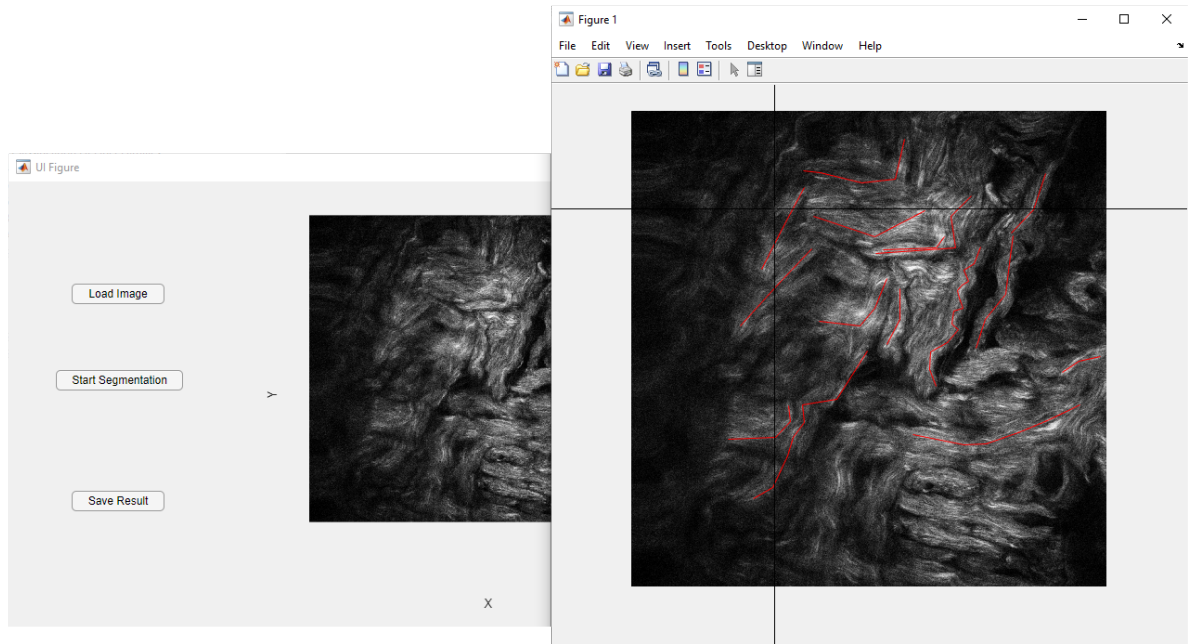 UI Figure
Load Image
Start Segmentation
Save Result
Y
X
Figure 1
File Edit View Insert Tools Desktop Window Help